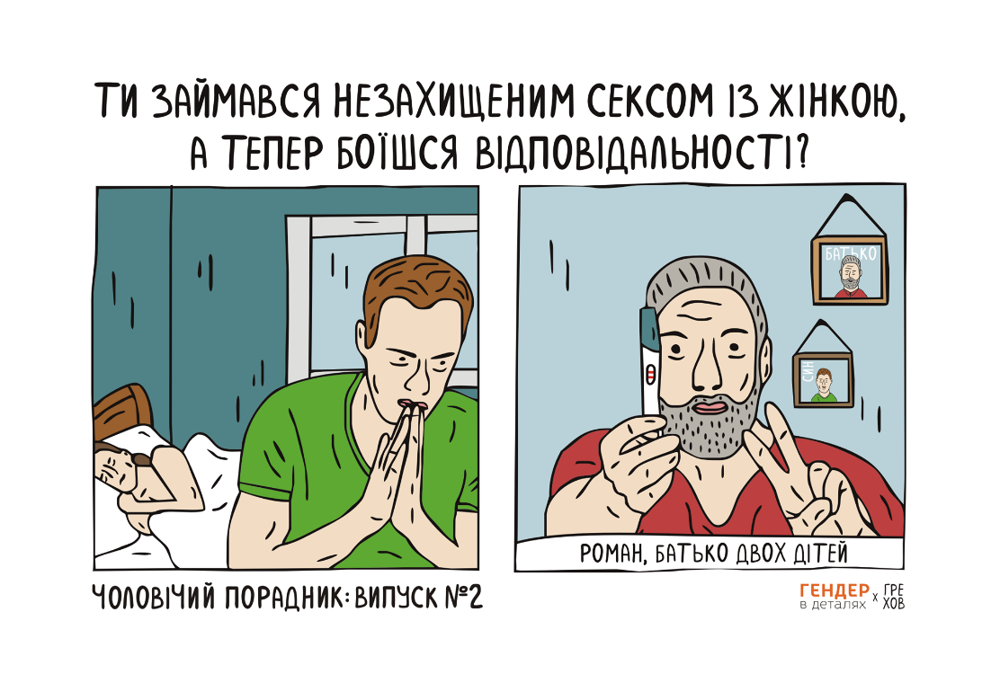 ТИ ЗАЙМАВСЯ НЕЗАХИЩЕНИМ СЕКСОМ ІЗ ЖІНКОЮ,
А ТЕПЕР БОЇШСЯ ВІДПОВІДАЛЬНОСТІ?
БАТЬКО
СИН
РОМАН, БАТЬКО ДВОХ ДІТЕЙ
ЧОЛОВІЧИЙ ПОРАДНИК: ВИПУСК №2
ГЕНДЕР
в деталях
х
ГРЕ
ХОВ